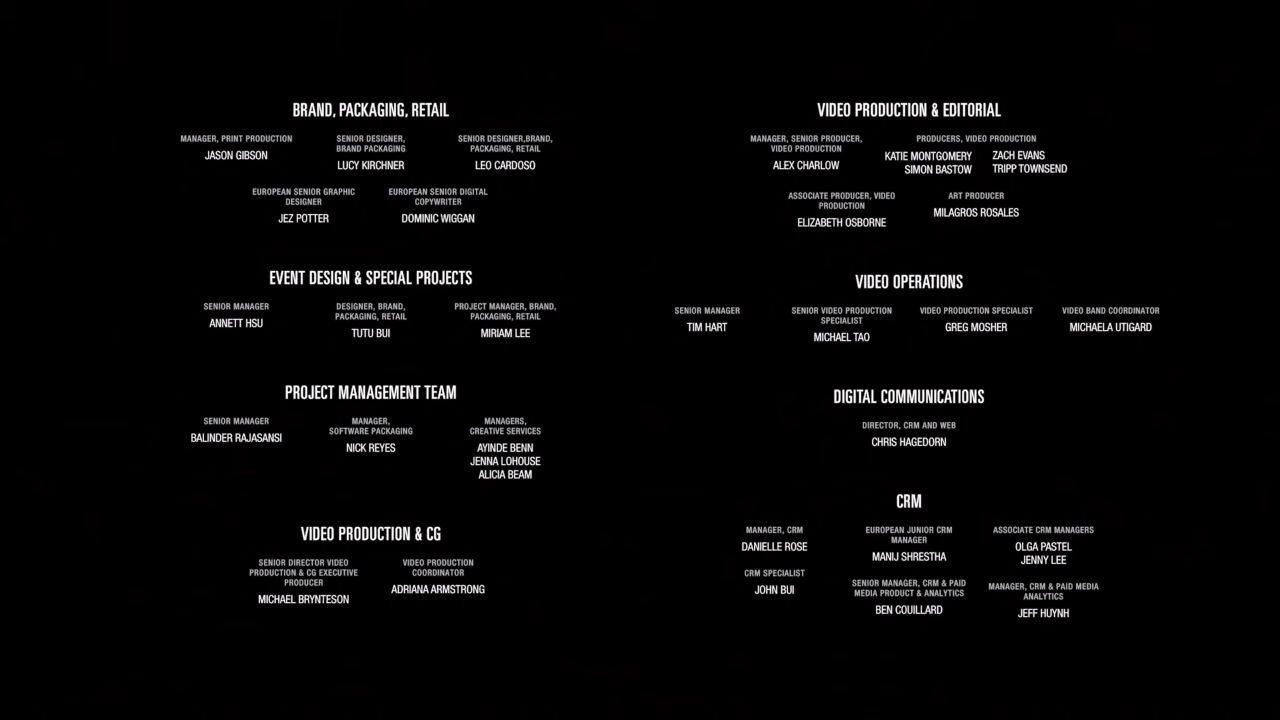 BRAND, PACKAGING, RETAIL
MANAGER, PRINT PRODUCTION
JASON GIBSON
SENIOR DESIGNER,
BRAND PACKAGING
LUCY KIRCHNER
SENIOR DESIGNER,BRAND,
PACKAGING, RETAIL
LEO CARDOSO
EUROPEAN SENIOR GRAPHIC
DESIGNER
JEZ POTTER
EUROPEAN SENIOR DIGITAL
COPYWRITER
DOMINIC WIGGAN
EVENT DESIGN & SPECIAL PROJECTS
SENIOR MANAGER
ANNETT HSU
DESIGNER, BRAND,
PACKAGING, RETAIL
TUTU BUI
PROJECT MANAGER, BRAND,
PACKAGING, RETAIL
MIRIAM LEE
PROJECT MANAGEMENT TEAM
SENIOR MANAGER
BALINDER RAJASANSI
MANAGER,
SOFTWARE PACKAGING
NICK REYES
MANAGERS,
CREATIVE SERVICES
AYINDE BENN
JENNA LOHOUSE
ALICIA BEAM
VIDEO PRODUCTION & CG
SENIOR DIRECTOR VIDEO
PRODUCTION & CG EXECUTIVE
PRODUCER
MICHAEL BRYNTESON
VIDEO PRODUCTION
COORDINATOR
ADRIANA ARMSTRONG
VIDEO PRODUCTION & EDITORIAL
MANAGER, SENIOR PRODUCER,
VIDEO PRODUCTION
ALEX CHARLOW
PRODUCERS, VIDEO PRODUCTION
KATIE MONTGOMERY
SIMON BASTOW
ZACH EVANS
TRIPP TOWNSEND
ASSOCIATE PRODUCER, VIDEO
PRODUCTION
ELIZABETH OSBORNE
ART PRODUCER
MILAGROS ROSALES
VIDEO OPERATIONS
SENIOR MANAGER
TIM HART
SENIOR VIDEO PRODUCTION
SPECIALIST
MICHAEL TAO
VIDEO PRODUCTION SPECIALIST
GREG MOSHER
VIDEO BAND COORDINATOR
MICHAELA UTIGARD
DIGITAL COMMUNICATIONS
DIRECTOR, CRM AND WEB
CHRIS HAGEDORN
CRM
MANAGER, CRM
DANIELLE ROSE
EUROPEAN JUNIOR CRM
MANAGER
MANIJ SHRESTHA
ASSOCIATE CRM MANAGERS
OLGA PASTEL
JENNY LEE
CRM SPECIALIST
JOHN BUI
SENIOR MANAGER, CRM & PAID
MEDIA PRODUCT & ANALYTICS
BEN COUILLARD
MANAGER, CRM & PAID MEDIA
ANALYTICS
JEFF HUYNH